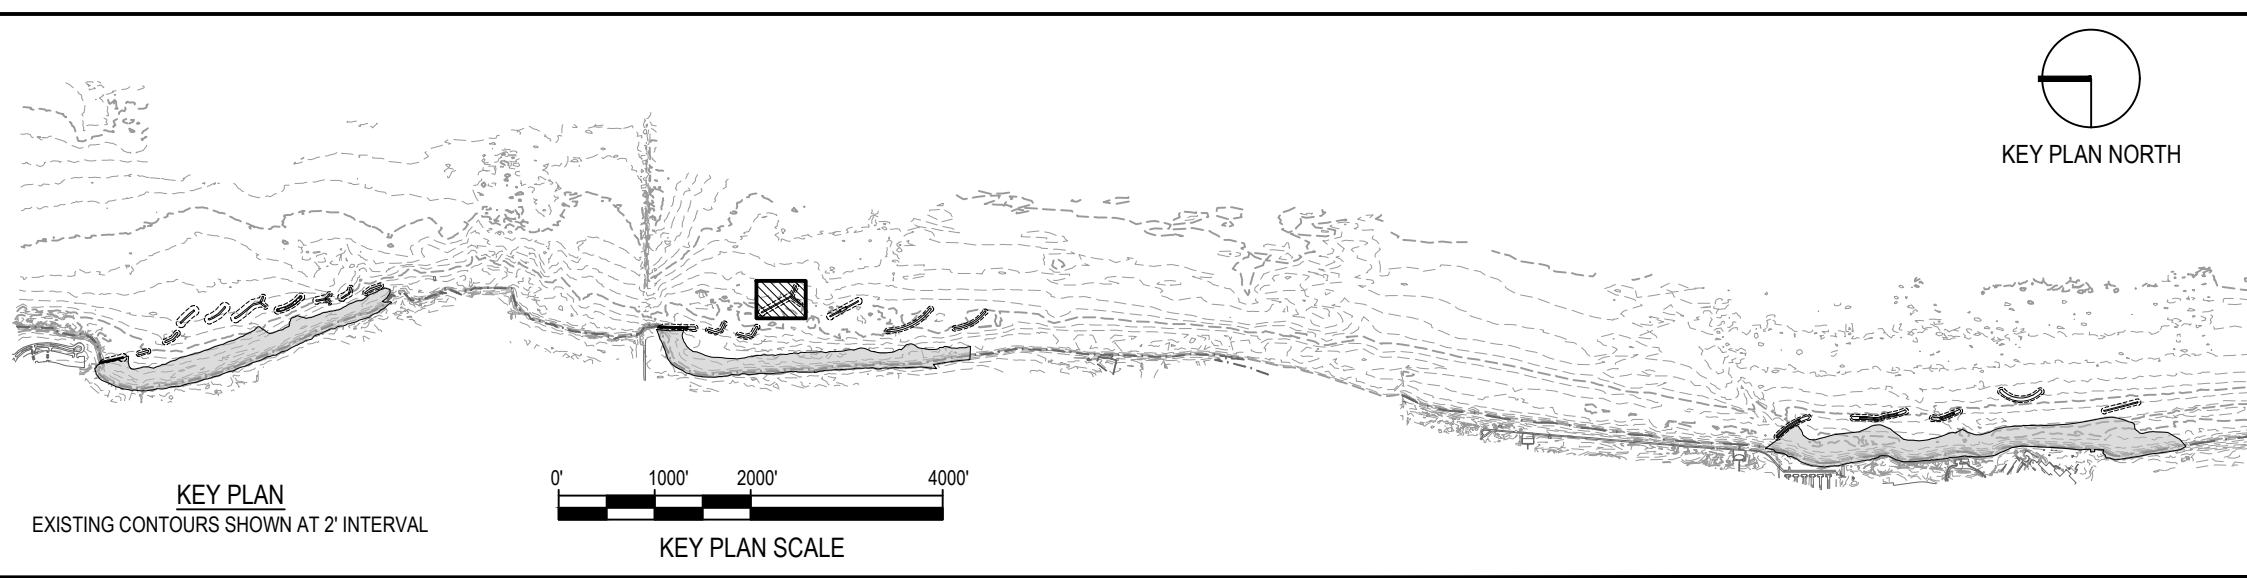 KEY PLAN NORTH
0' 1000' 2000' 4000'
KEY PLAN
EXISTING CONTOURS SHOWN AT 2' INTERVAL
KEY PLAN SCALE